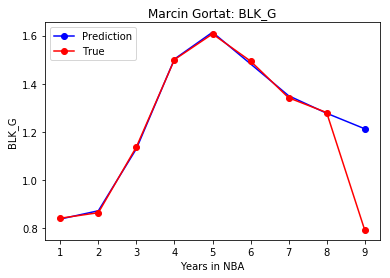 Marcin Gortat: BLK_G
Prediction
True
1.6
1.4
1.2
1.0
0.8
BLK_G
1 2 3 4 5 6 7 8 9
Years in NBA